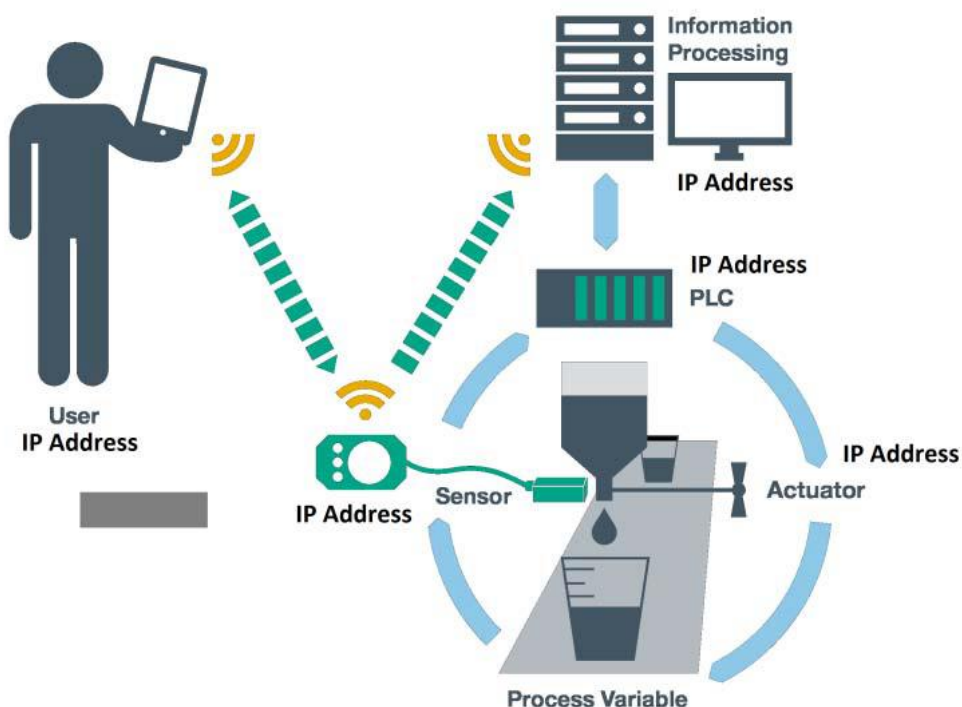 Information
Processing
IP Address
IP Address
PLC
User
IP Address
IP Address
Actuator
Sensor
IP Address
Process Variable